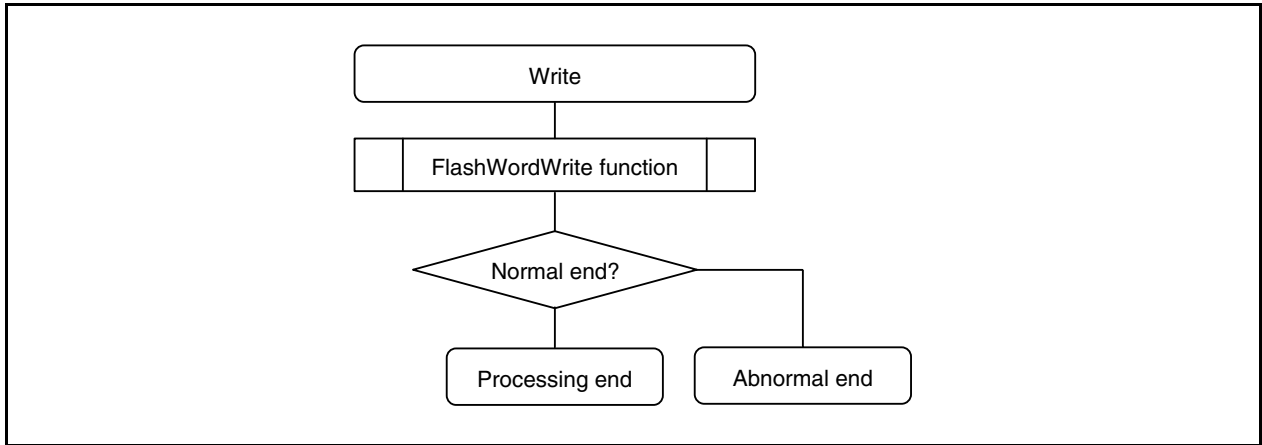 Write
FlashWordWrite function
Normal end?
Processing end
Abnormal end